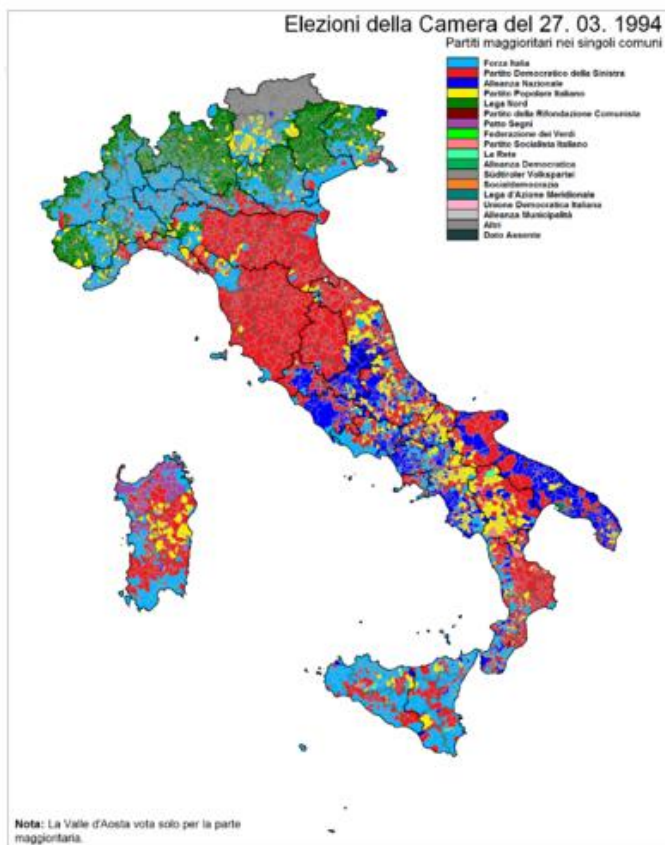 Elezioni della Camera del 27. 03. 1994
Partiti maggioritari nei singoli comuni
Forza Italia
Partito Democratico della Sinistra
Alleanza Nazionale
Partito Popolare Italiano
Lega Nord
Partito della Rifondazione Comunista
Patto Segni
Federazione dei Verdi
Partito Socialista Italiano
La Rete
Alleanza Democratica
Südtiroler Volkspartei
Socialdemocrazia
Lega d'Azione Meridionale
Unione Democratica Italiana
Alleanza Municipalità
Altri
Dato Assente
Nota: La Valle d'Aosta vota solo per la parte
maggioritaria.